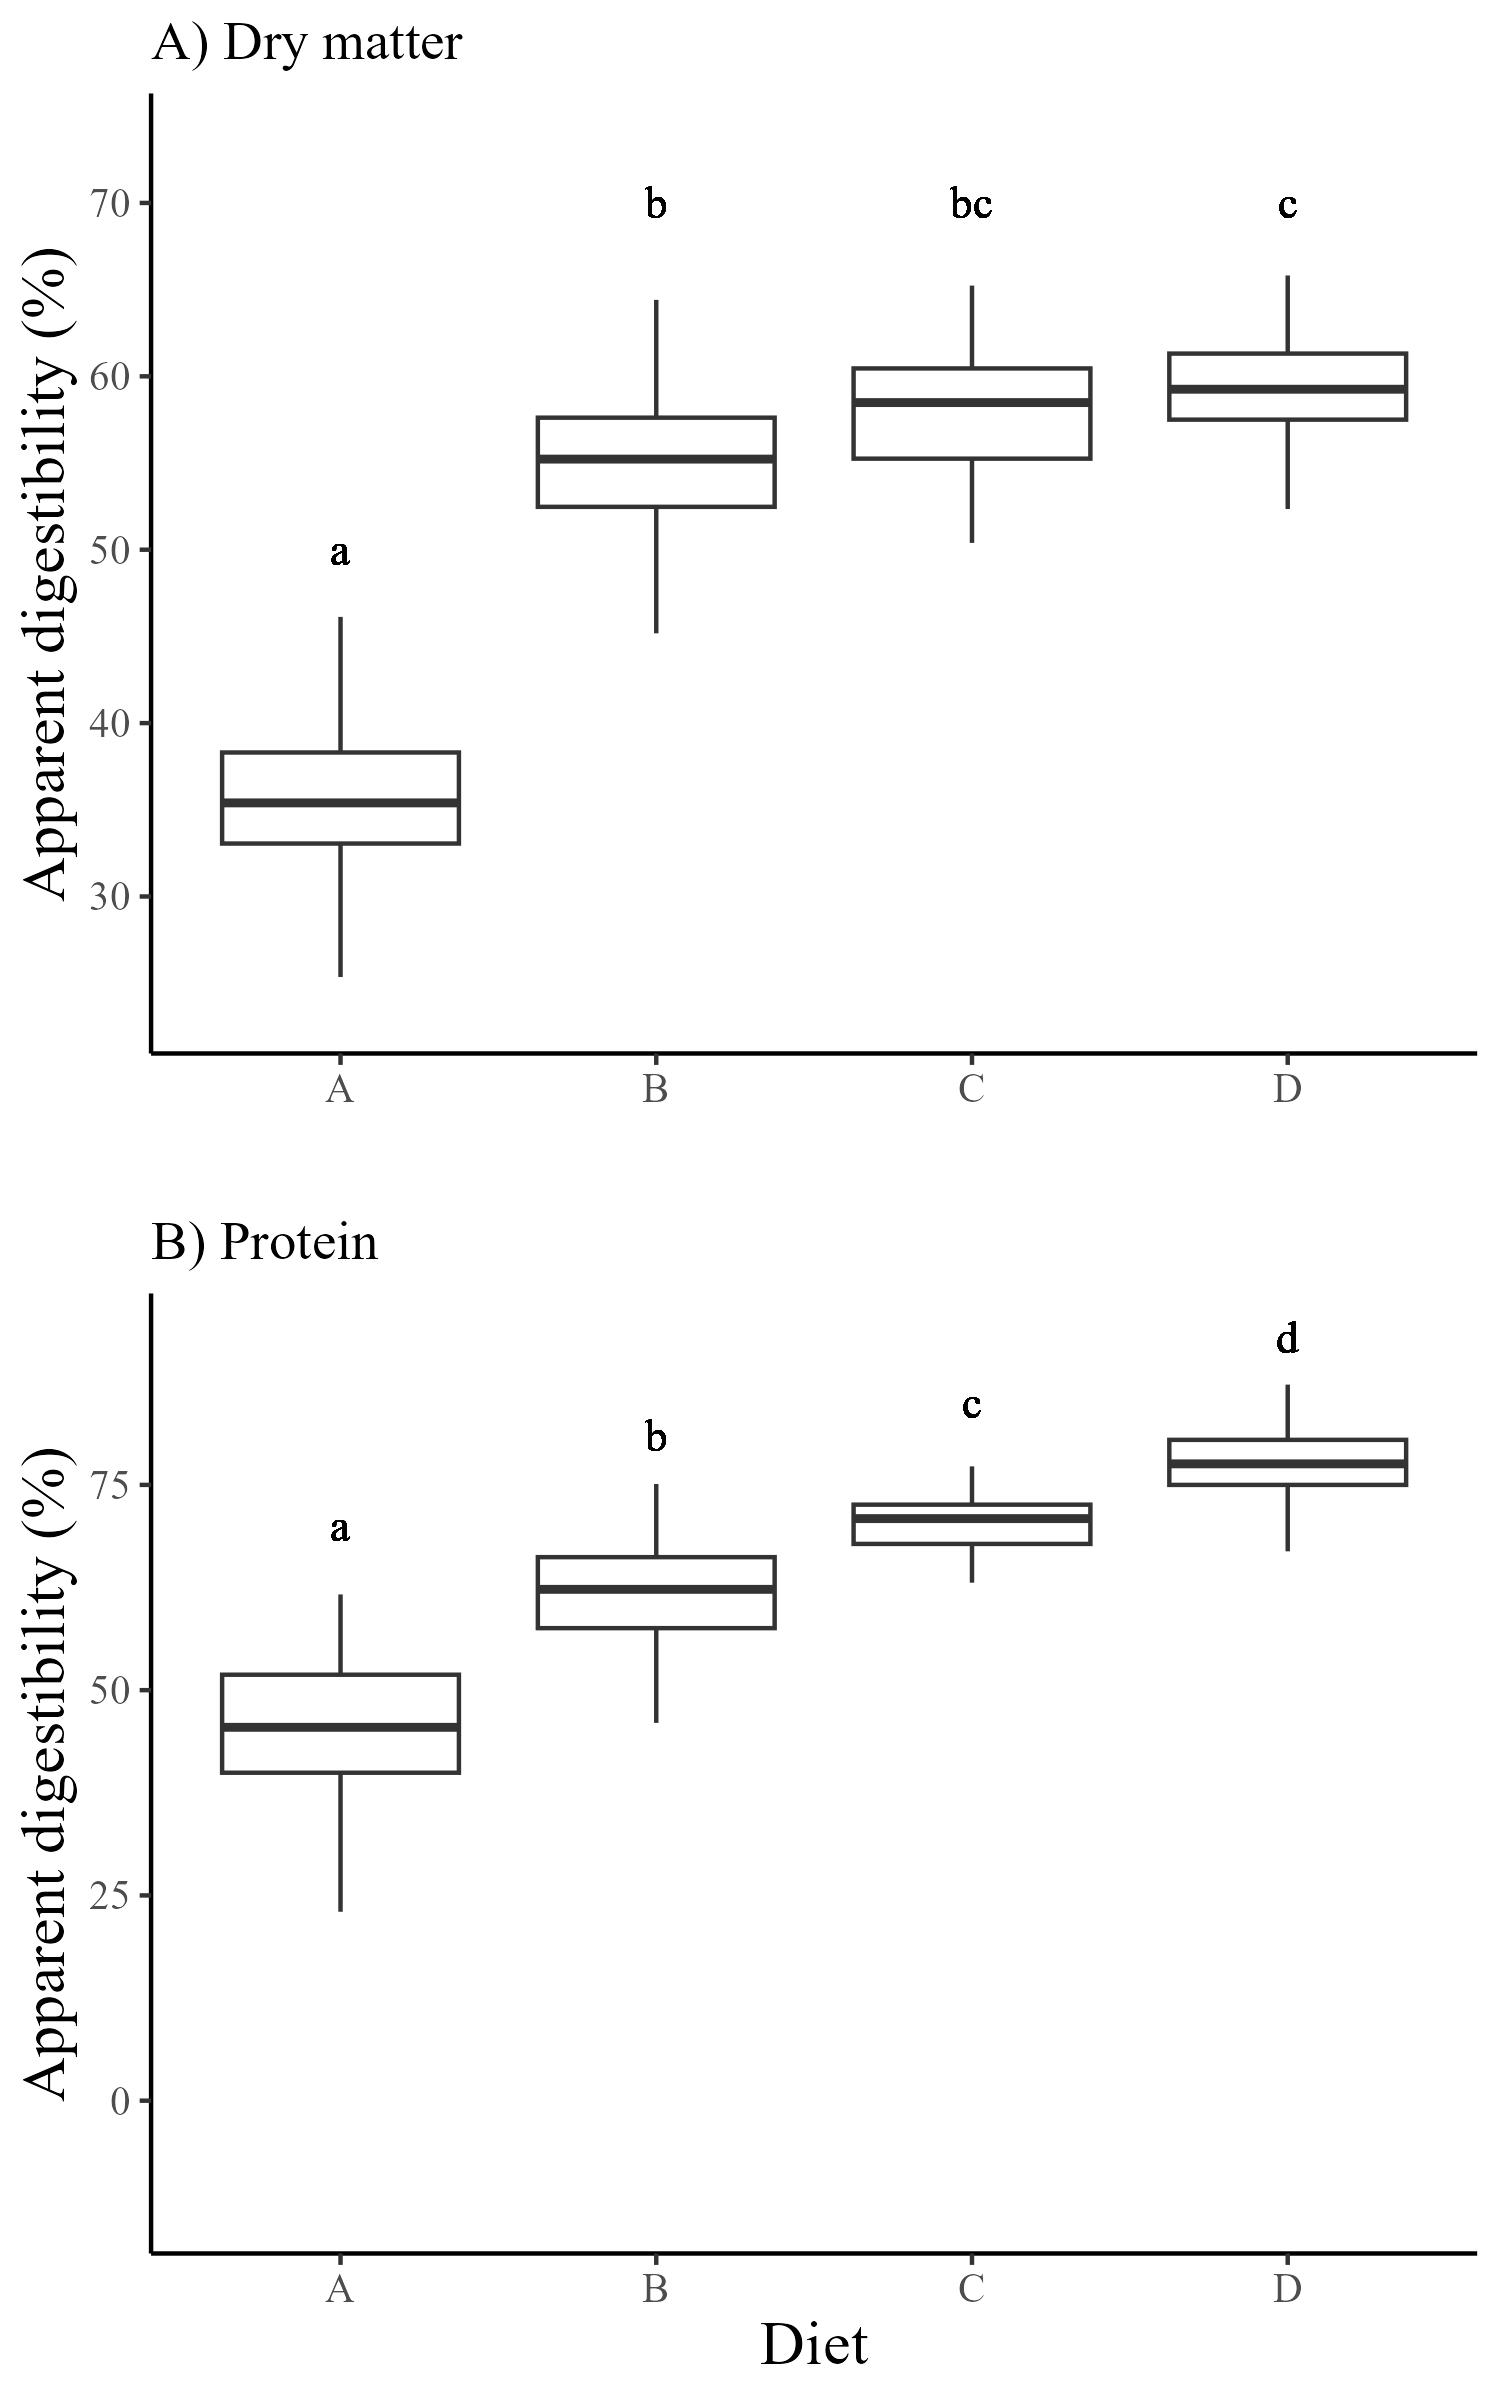 A) Dry matter
Apparent digestibility (%)
70
60
50
40
30
a
b
bc
c
A
B
C
D
B) Protein
Apparent digestibility (%)
75
50
25
0
a
b
c
d
A
B
C
D
Diet